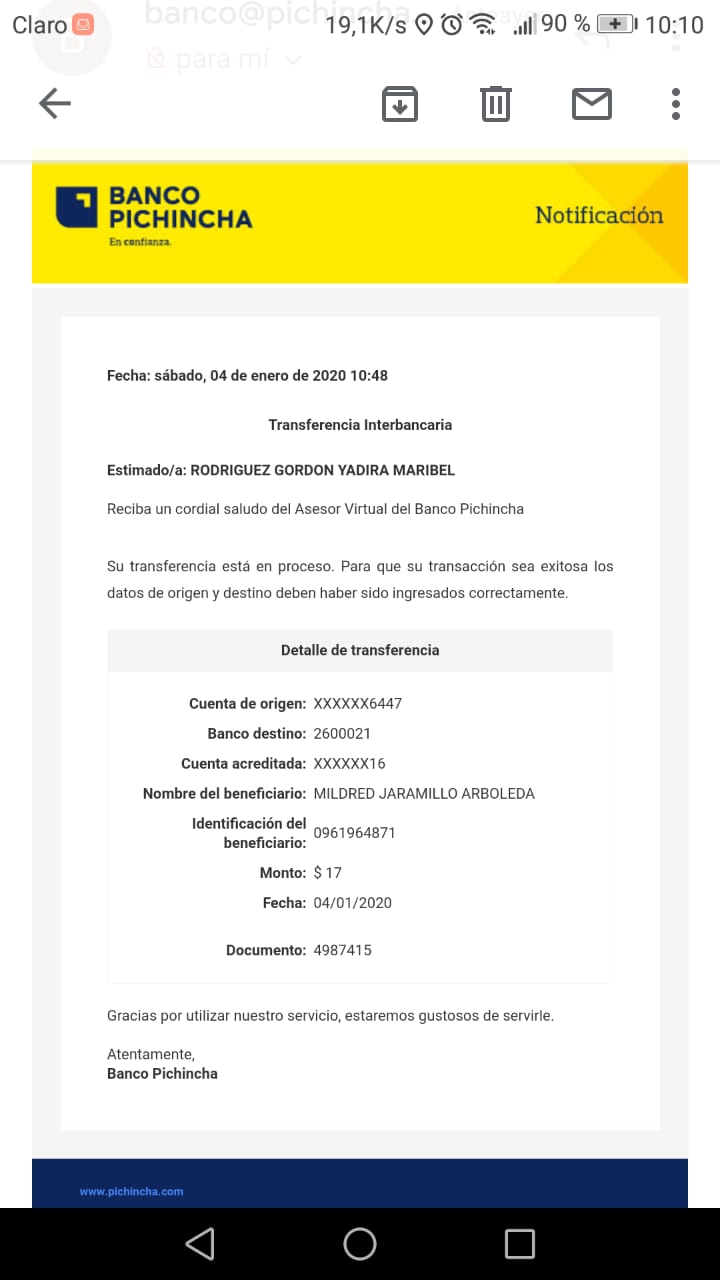 Claro 19,1K/s 90 % 10:10
banco@pichincha
para mí
BANCO
PICHINCHA
En confianza.
Notificación
Fecha: sábado, 04 de enero de 2020 10:48
Transferencia Interbancaria
Estimado/a: RODRIGUEZ GORDON YADIRA MARIBEL
Reciba un cordial saludo del Asesor Virtual del Banco Pichincha
Su transferencia está en proceso. Para que su transacción sea exitosa los
datos de origen y destino deben haber sido ingresados correctamente.
Detalle de transferencia
Cuenta de origen: XXXXXX6447
Banco destino: 2600021
Cuenta acreditada: XXXXXX16
Nombre del beneficiario: MILDRED JARAMILLO ARBOLEDA
Identificación del
beneficiario: 0961964871
Monto: $ 17
Fecha: 04/01/2020
Documento: 4987415
Gracias por utilizar nuestro servicio, estaremos gustosos de servirle.
Atentamente,
Banco Pichincha
www.pichincha.com